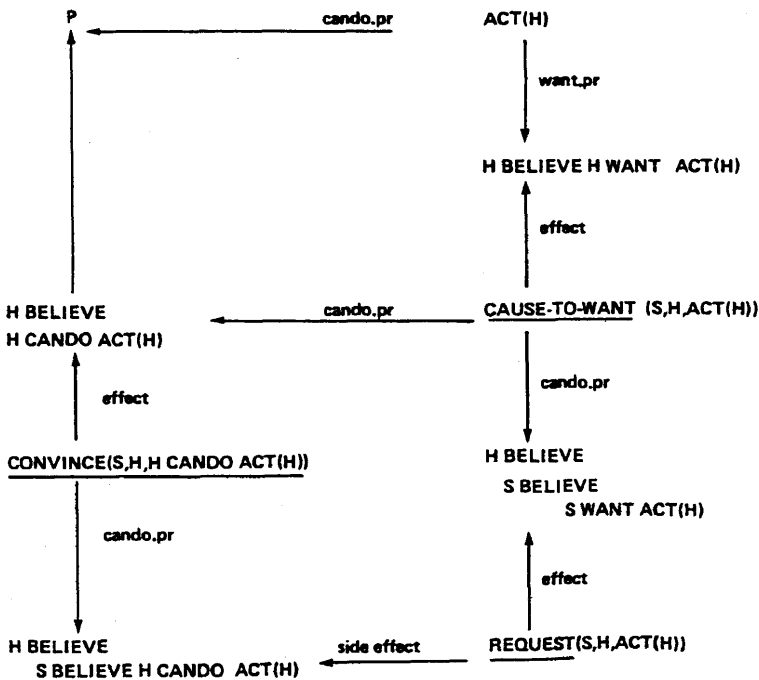 P
cando.pr
ACT(H)
want.pr
H BELIEVE H WANT ACT(H)
effect
H BELIEVE
H CANDO ACT(H)
cando.pr
CAUSE-TO-WANT (S,H,ACT(H))
effect
cando.pr
CONVINCE(S,H,H CANDO ACT(H))
H BELIEVE
S BELIEVE
S WANT ACT(H)
cando.pr
effect
H BELIEVE
S BELIEVE H CANDO ACT(H)
side effect
REQUEST(S,H,ACT(H))